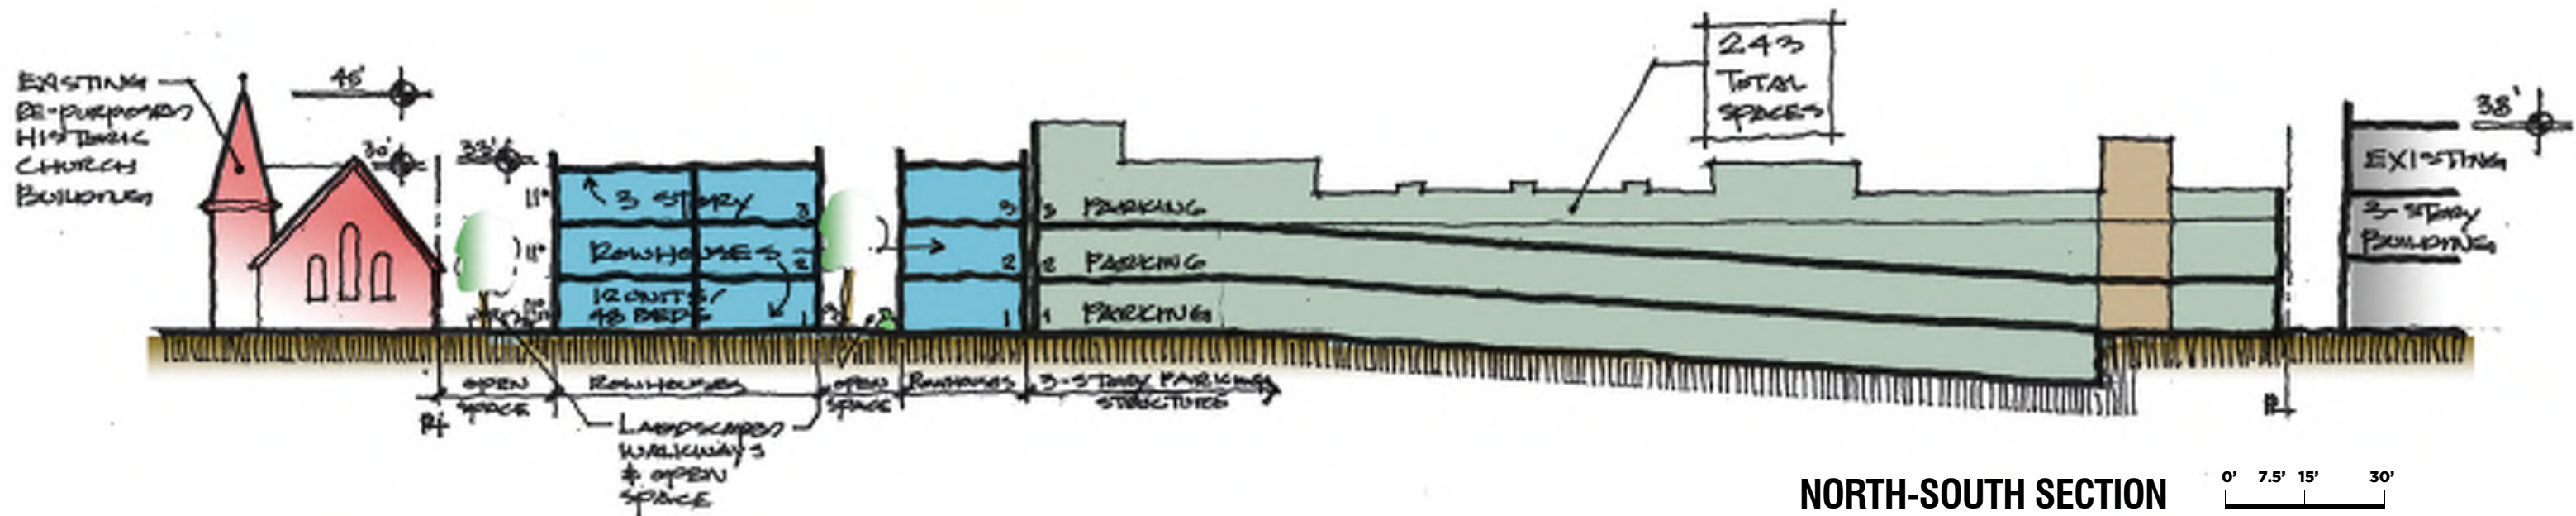 EXISTING
RE-PURPOSED
HISTORIC
CHURCH
BUILDING
45'
30'
33'
11'
11'
3 STORY
3
ROWHOUSES
2
12 UNITS/
48 BEDS
1
3
2
1
3 PARKING
2 PARKING
1 PARKING
243
TOTAL
SPACES
38'
EXISTING
3-STORY
BUILDING
OPEN
SPACE
ROWHOUSES
OPEN
SPACE
ROWHOUSES
3-STORY PARKING
STRUCTURE
LANDSCAPED
WALKWAYS
& OPEN
SPACE
NORTH-SOUTH SECTION
0' 7.5' 15' 30'